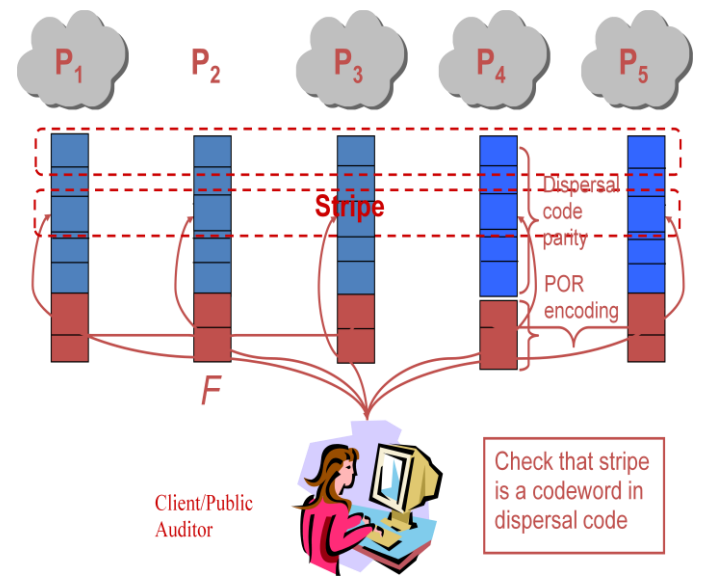 P1 P2 P3 P4 P5
Stripe
Dispersal
code
parity
POR
encoding
F
Client/Public
Auditor
Check that stripe
is a codeword in
dispersal code